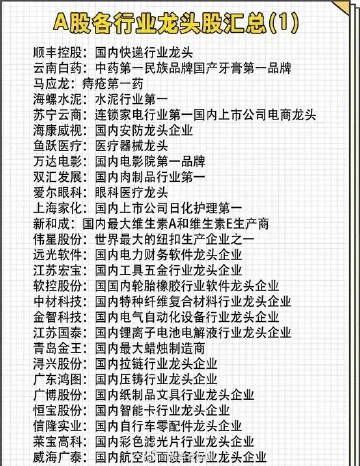 A股各行业龙头股汇总(1)
顺丰控股：国内快递行业龙头
云南白药：中药第一民族品牌国产牙膏第一品牌
马应龙：痔疮第一药
海螺水泥：水泥行业第一
苏宁云商：连锁家电行业第一国内上市公司电商龙头
海康威视：国内安防龙头企业
鱼跃医疗：医疗器械龙头
万达电影：国内电影院第一品牌
双汇发展：国内肉制品行业第一
爱尔眼科：眼科医疗龙头
上海家化：国内上市公司日化护理第一
新和成：国内最大维生素A和维生素E生产商
伟星股份：世界最大的纽扣生产企业之一
远光软件：国内电力财务软件龙头企业
江苏宏宝：国内工具五金行业龙头企业
软控股份：国国内轮胎橡胶行业软件龙头企业
中材科技：国内特种纤维复合材料行业龙头企业
金智科技：国内电气自动化设备行业龙头企业
江苏国泰：国内锂离子电池电解液行业龙头企业
青岛金王：国内最大蜡烛制造商
浔兴股份：国内拉链行业龙头企业
广东鸿图：国内压铸行业龙头企业
广博股份：国内纸制品文具行业龙头企业
恒宝股份：国内智能卡行业龙头企业
信隆实业：国内自行车零配件龙头企业
莱宝高科：国内彩色滤光片行业龙头企业
威海广泰：国内航空地面设备行业龙头企业